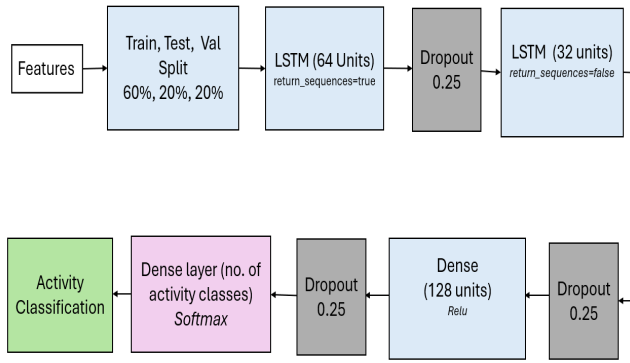 Features
Train, Test, Val
Split
60%, 20%, 20%
LSTM (64 Units)
return_sequences=true
Dropout
0.25
LSTM (32 units)
return_sequences=false
Activity
Classification
Dense layer (no. of
activity classes)
Softmax
Dropout
0.25
Dense
(128 units)
Relu
Dropout
0.25